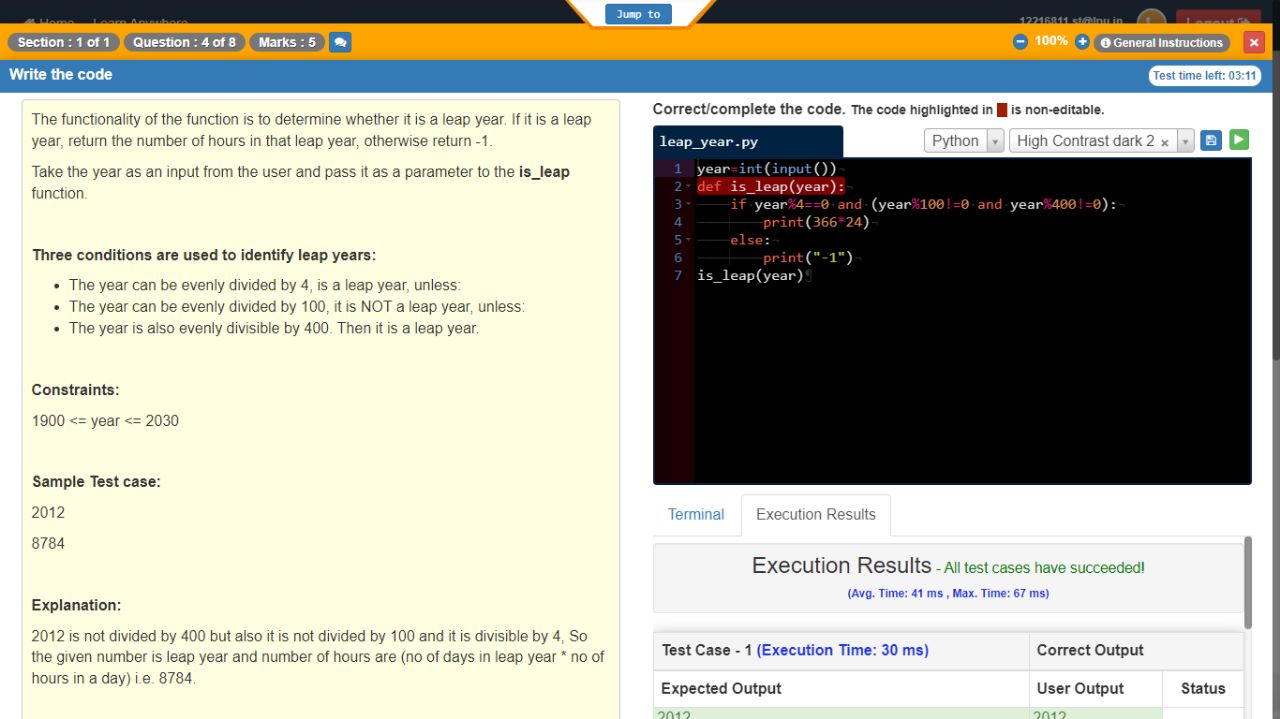 Home Learn Anywhere
Jump to
12216811.st@lpu.in
Logout
Section : 1 of 1 Question : 4 of 8 Marks : 5
100% General Instructions
Write the code
Test time left: 03:11
The functionality of the function is to determine whether it is a leap year. If it is a leap
year, return the number of hours in that leap year, otherwise return -1.
Take the year as an input from the user and pass it as a parameter to the is_leap
function.
Three conditions are used to identify leap years:
• The year can be evenly divided by 4, is a leap year, unless:
• The year can be evenly divided by 100, it is NOT a leap year, unless:
• The year is also evenly divisible by 400. Then it is a leap year.
Constraints:
1900 <= year <= 2030
Sample Test case:
2012
8784
Explanation:
2012 is not divided by 400 but also it is not divided by 100 and it is divisible by 4, So
the given number is leap year and number of hours are (no of days in leap year * no of
hours in a day) i.e. 8784.
Correct/complete the code. The code highlighted in is non-editable.
leap_year.py
Python High Contrast dark 2 ×
1 year=int(input())
2 def is_leap(year):
3 if year%4==0 and (year%100!=0 and year%400!=0):
4 print(366*24)
5 else:
6 print("-1")
7 is_leap(year)
Terminal Execution Results
Execution Results - All test cases have succeeded!
(Avg. Time: 41 ms , Max. Time: 67 ms)
Test Case - 1 (Execution Time: 30 ms) Correct Output
Expected Output User Output Status
2012 2012